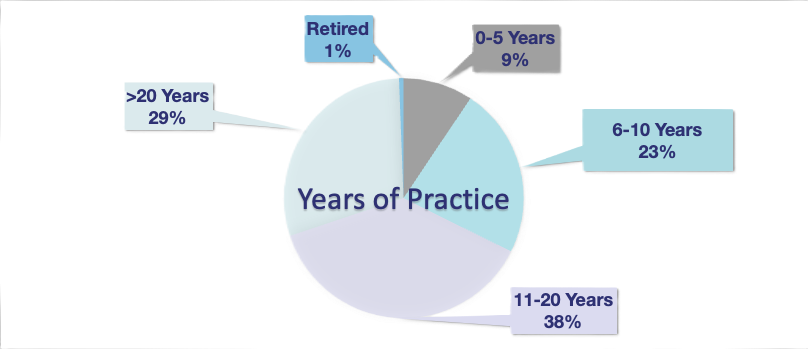 Retired
1%
0-5 Years
9%
>20 Years
29%
6-10 Years
23%
Years of Practice
11-20 Years
38%